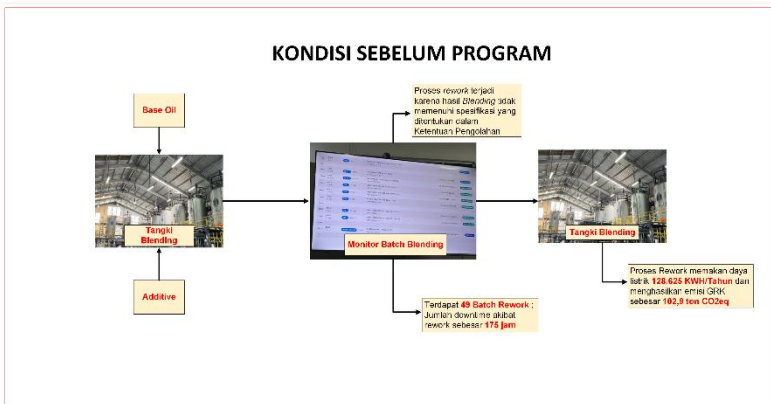 KONDISI SEBELUM PROGRAM
Base Oil
Proses rework terjadi
karena hasil Blending tidak
memenuhi spesifikasi yang
ditentukan dalam
Ketentuan Pengolahan
Tangki
Blending
Monitor Batch Blending
Tangki Blending
Additive
Terdapat 49 Batch Rework ;
Jumlah downtime akibat
rework sebesar 175 jam
Proses Rework memakan daya
listrik 128.625 KWH/Tahun dan
menghasilkan emisi GRK
sebesar 102,9 ton CO2eq